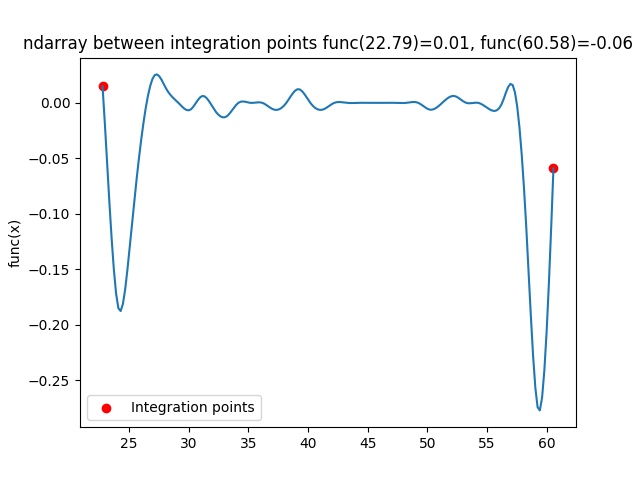 ndarray between integration points func(22.79)=0.01, func(60.58)=-0.06
0.00
−0.05
−0.10
−0.15
−0.20
−0.25
func(x)
Integration points
25 30 35 40 45 50 55 60